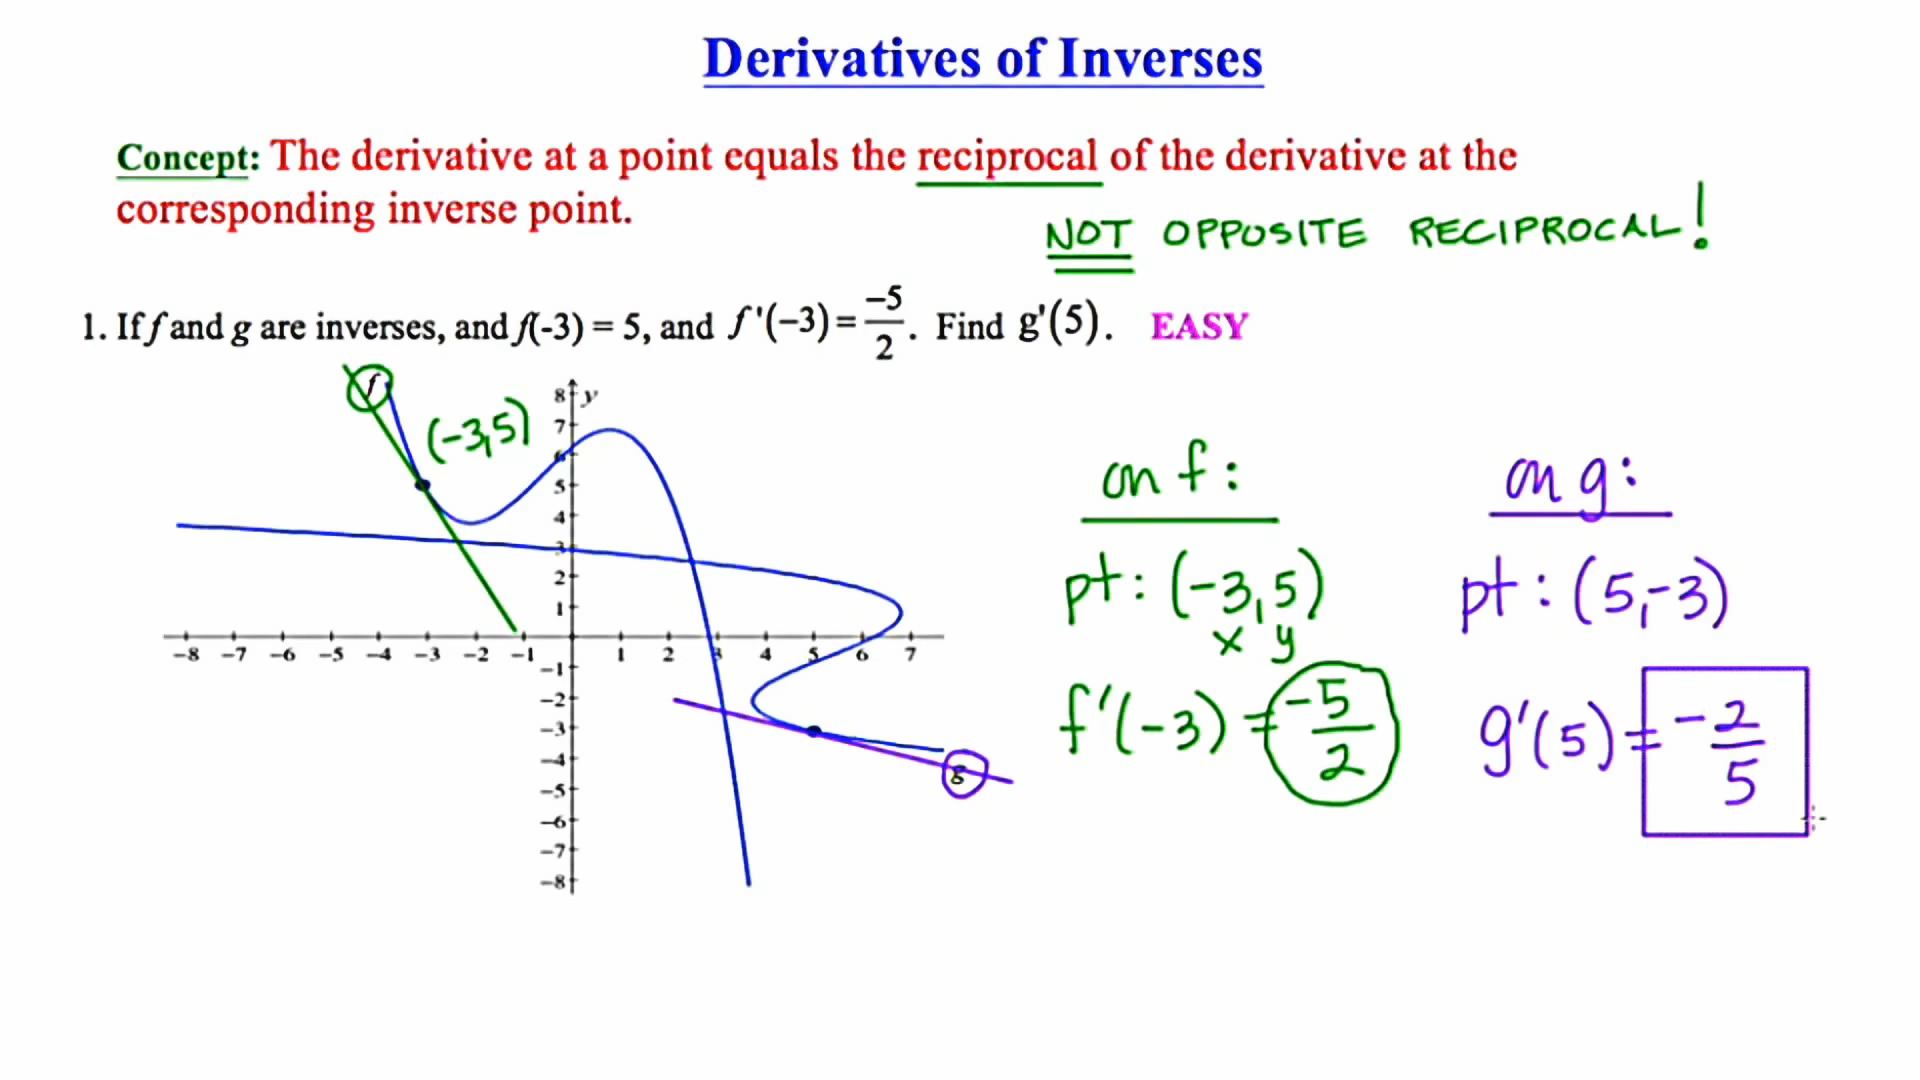 Derivatives of Inverses
Concept: The derivative at a point equals the reciprocal of the derivative at the
corresponding inverse point.
NOT OPPOSITE RECIPROCAL!
1. If f and g are inverses, and f(-3) = 5, and f'(−3) = −5/2. Find g'(5). EASY
f
(-3,5)
y
8
7
6
5
4
3
2
1
−8 −7 −6 −5 −4 −3 −2 −1 1 2 3 4 5 6 7
−1
−2
−3
−4
−5
−6
−7
−8
g
on f:
pt: (-3,5)
x y
f'(-3) = -5/2
on g:
pt: (5,-3)
g'(5) = -2/5